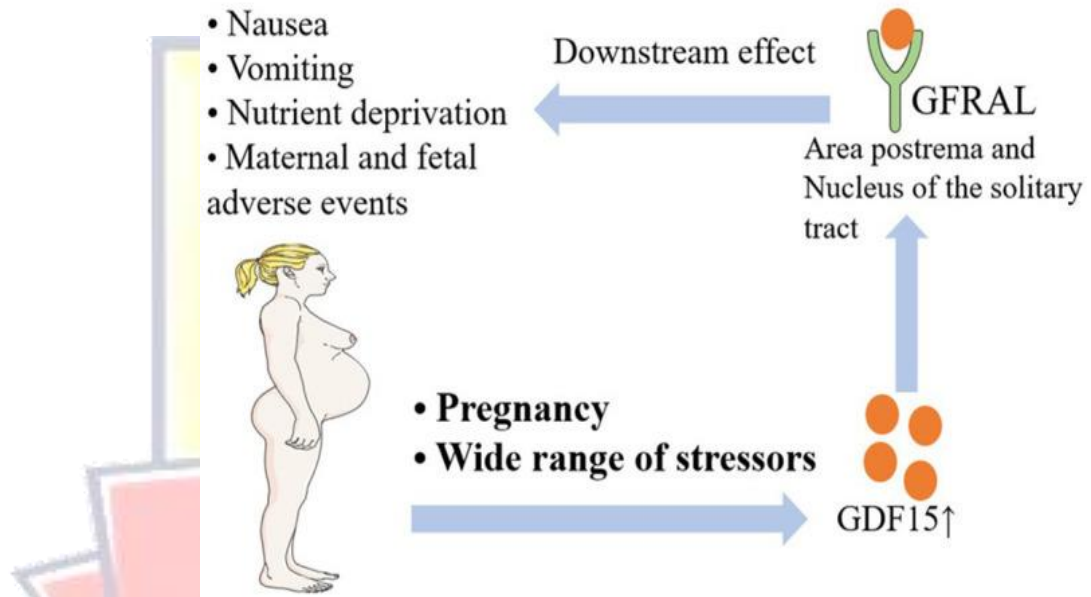 • Nausea
• Vomiting
• Nutrient deprivation
• Maternal and fetal
adverse events
Downstream effect
GFRAL
Area postrema and
Nucleus of the solitary
tract
• Pregnancy
• Wide range of stressors
GDF15↑